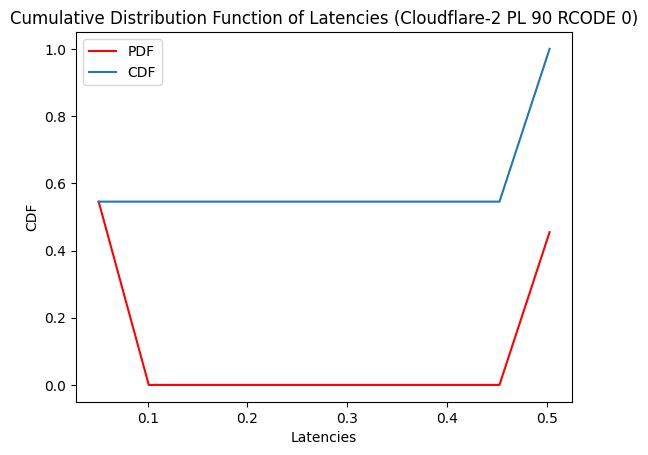 Cumulative Distribution Function of Latencies (Cloudflare-2 PL 90 RCODE 0)
PDF
CDF
1.0
0.8
0.6
0.4
0.2
0.0
CDF
0.1
0.2
0.3
0.4
0.5
Latencies